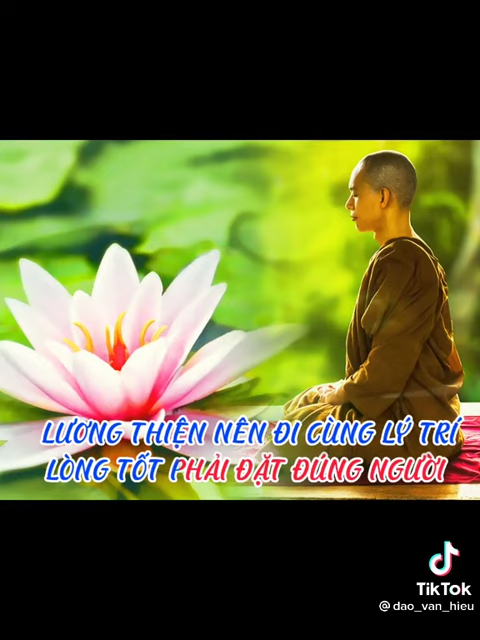 LƯƠNG THIỆN NÊN ĐI CÙNG LÝ TRÍ
LÒNG TỐT PHẢI ĐẶT ĐÚNG NGƯỜI
TikTok
@dao_van_hieu